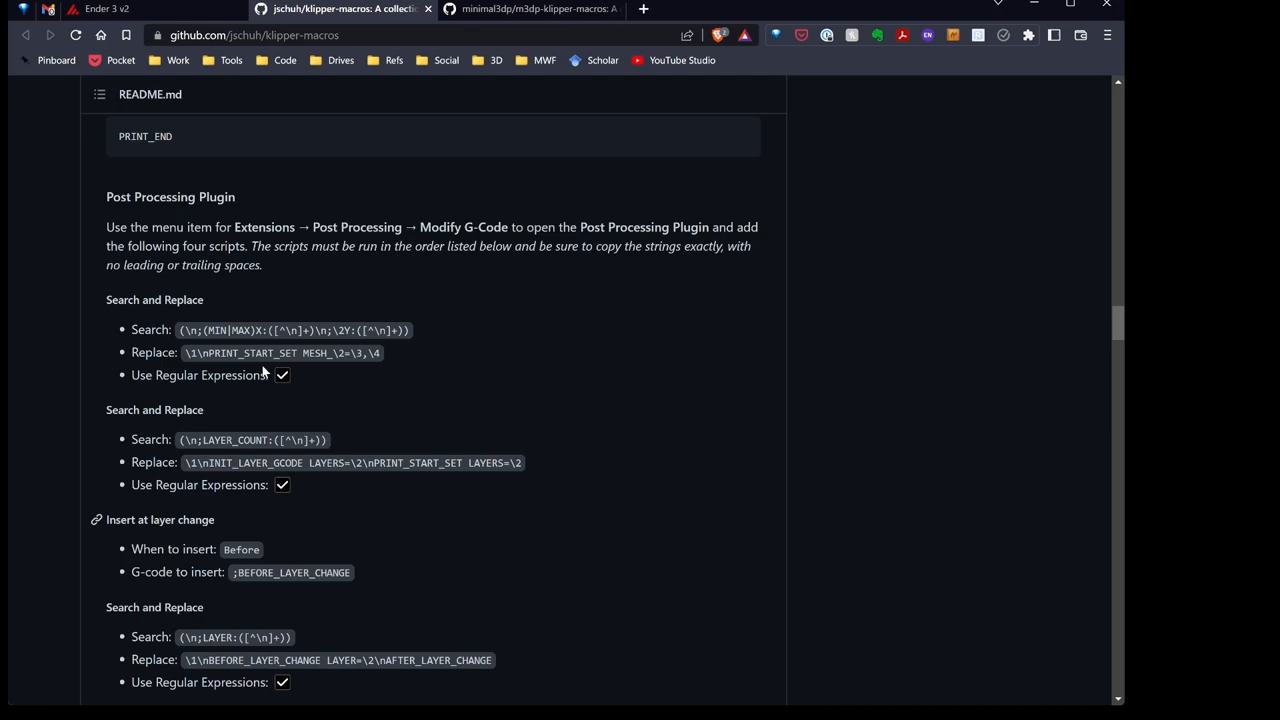 Ender 3 v2
jschuh/klipper-macros: A collectio
minimal3dp/m3dp-klipper-macros: A
github.com/jschuh/klipper-macros
2
EN
Pinboard
Pocket
Work
Tools
Code
Drives
Refs
Social
3D
MWF
Scholar
YouTube Studio
README.md
PRINT_END
Post Processing Plugin
Use the menu item for Extensions → Post Processing → Modify G-Code to open the Post Processing Plugin and add
the following four scripts. The scripts must be run in the order listed below and be sure to copy the strings exactly, with
no leading or trailing spaces.
Search and Replace
• Search: (\n;(MIN|MAX)X:([^\n]+)\n;\2Y:([^\n]+))
• Replace: \1\nPRINT_START_SET MESH_\2=\3,\4
• Use Regular Expressions:
Search and Replace
• Search: (\n;LAYER_COUNT:([^\n]+))
• Replace: \1\nINIT_LAYER_GCODE LAYERS=\2\nPRINT_START_SET LAYERS=\2
• Use Regular Expressions:
Insert at layer change
• When to insert: Before
• G-code to insert: ;BEFORE_LAYER_CHANGE
Search and Replace
• Search: (\n;LAYER:([^\n]+))
• Replace: \1\nBEFORE_LAYER_CHANGE LAYER=\2\nAFTER_LAYER_CHANGE
• Use Regular Expressions: